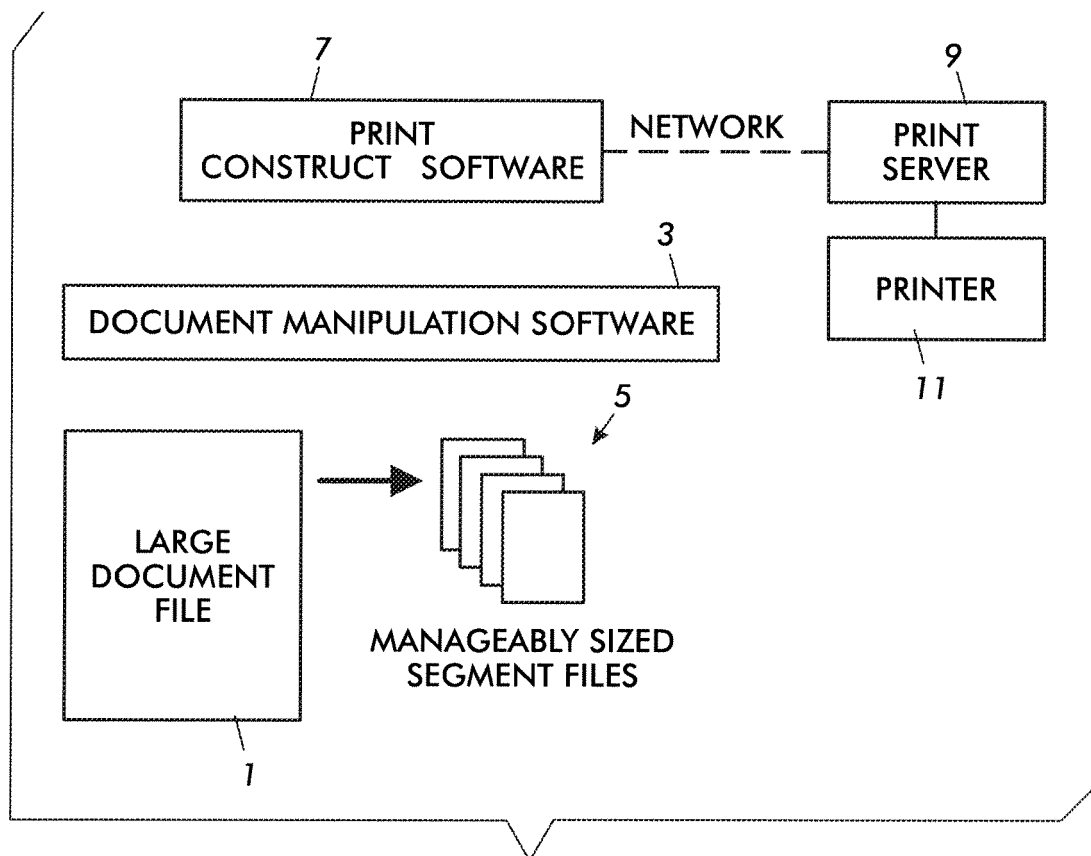 7
PRINT
CONSTRUCT SOFTWARE
NETWORK
9
PRINT
SERVER
PRINTER
11
3
DOCUMENT MANIPULATION SOFTWARE
5
LARGE
DOCUMENT
FILE
1
MANAGEABLY SIZED
SEGMENT FILES